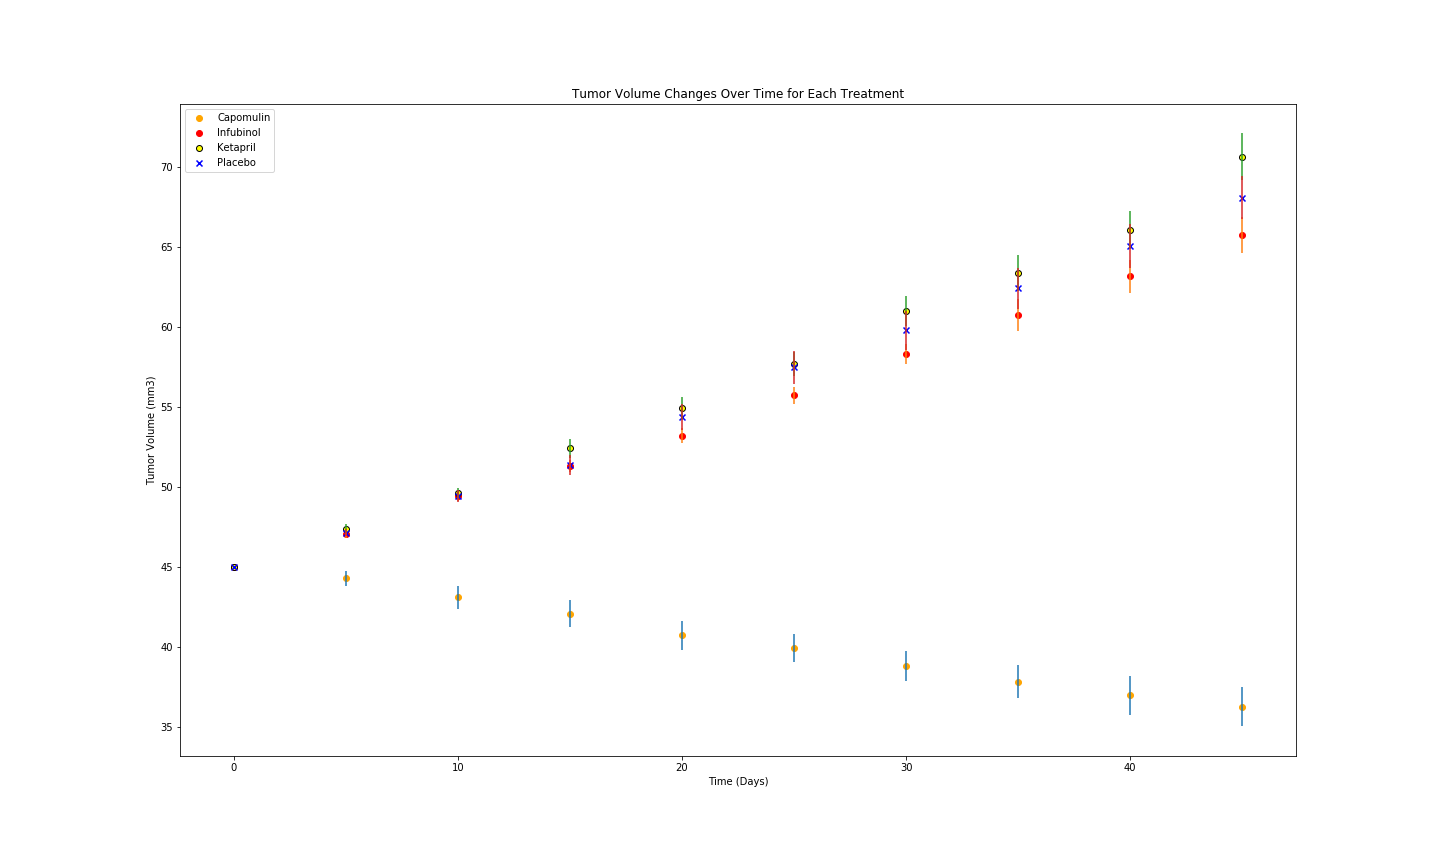 Tumor Volume Changes Over Time for Each Treatment
Capomulin
Infubinol
Ketapril
Placebo
Tumor Volume (mm3)
70
65
60
55
50
45
40
35
0
10
20
30
40
Time (Days)